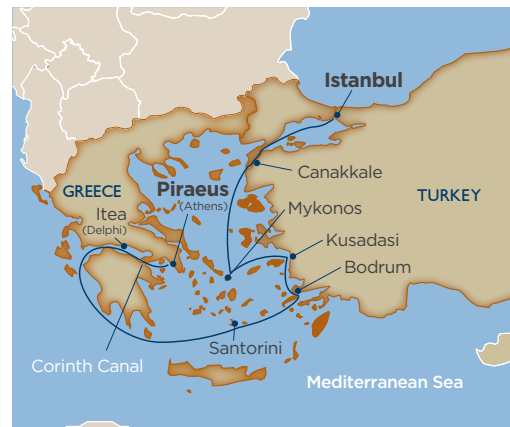 Istanbul
Canakkale
GREECE
Piraeus
(Athens)
TURKEY
Itea
(Delphi)
Mykonos
Kusadasi
Bodrum
Santorini
Corinth Canal
Mediterranean Sea